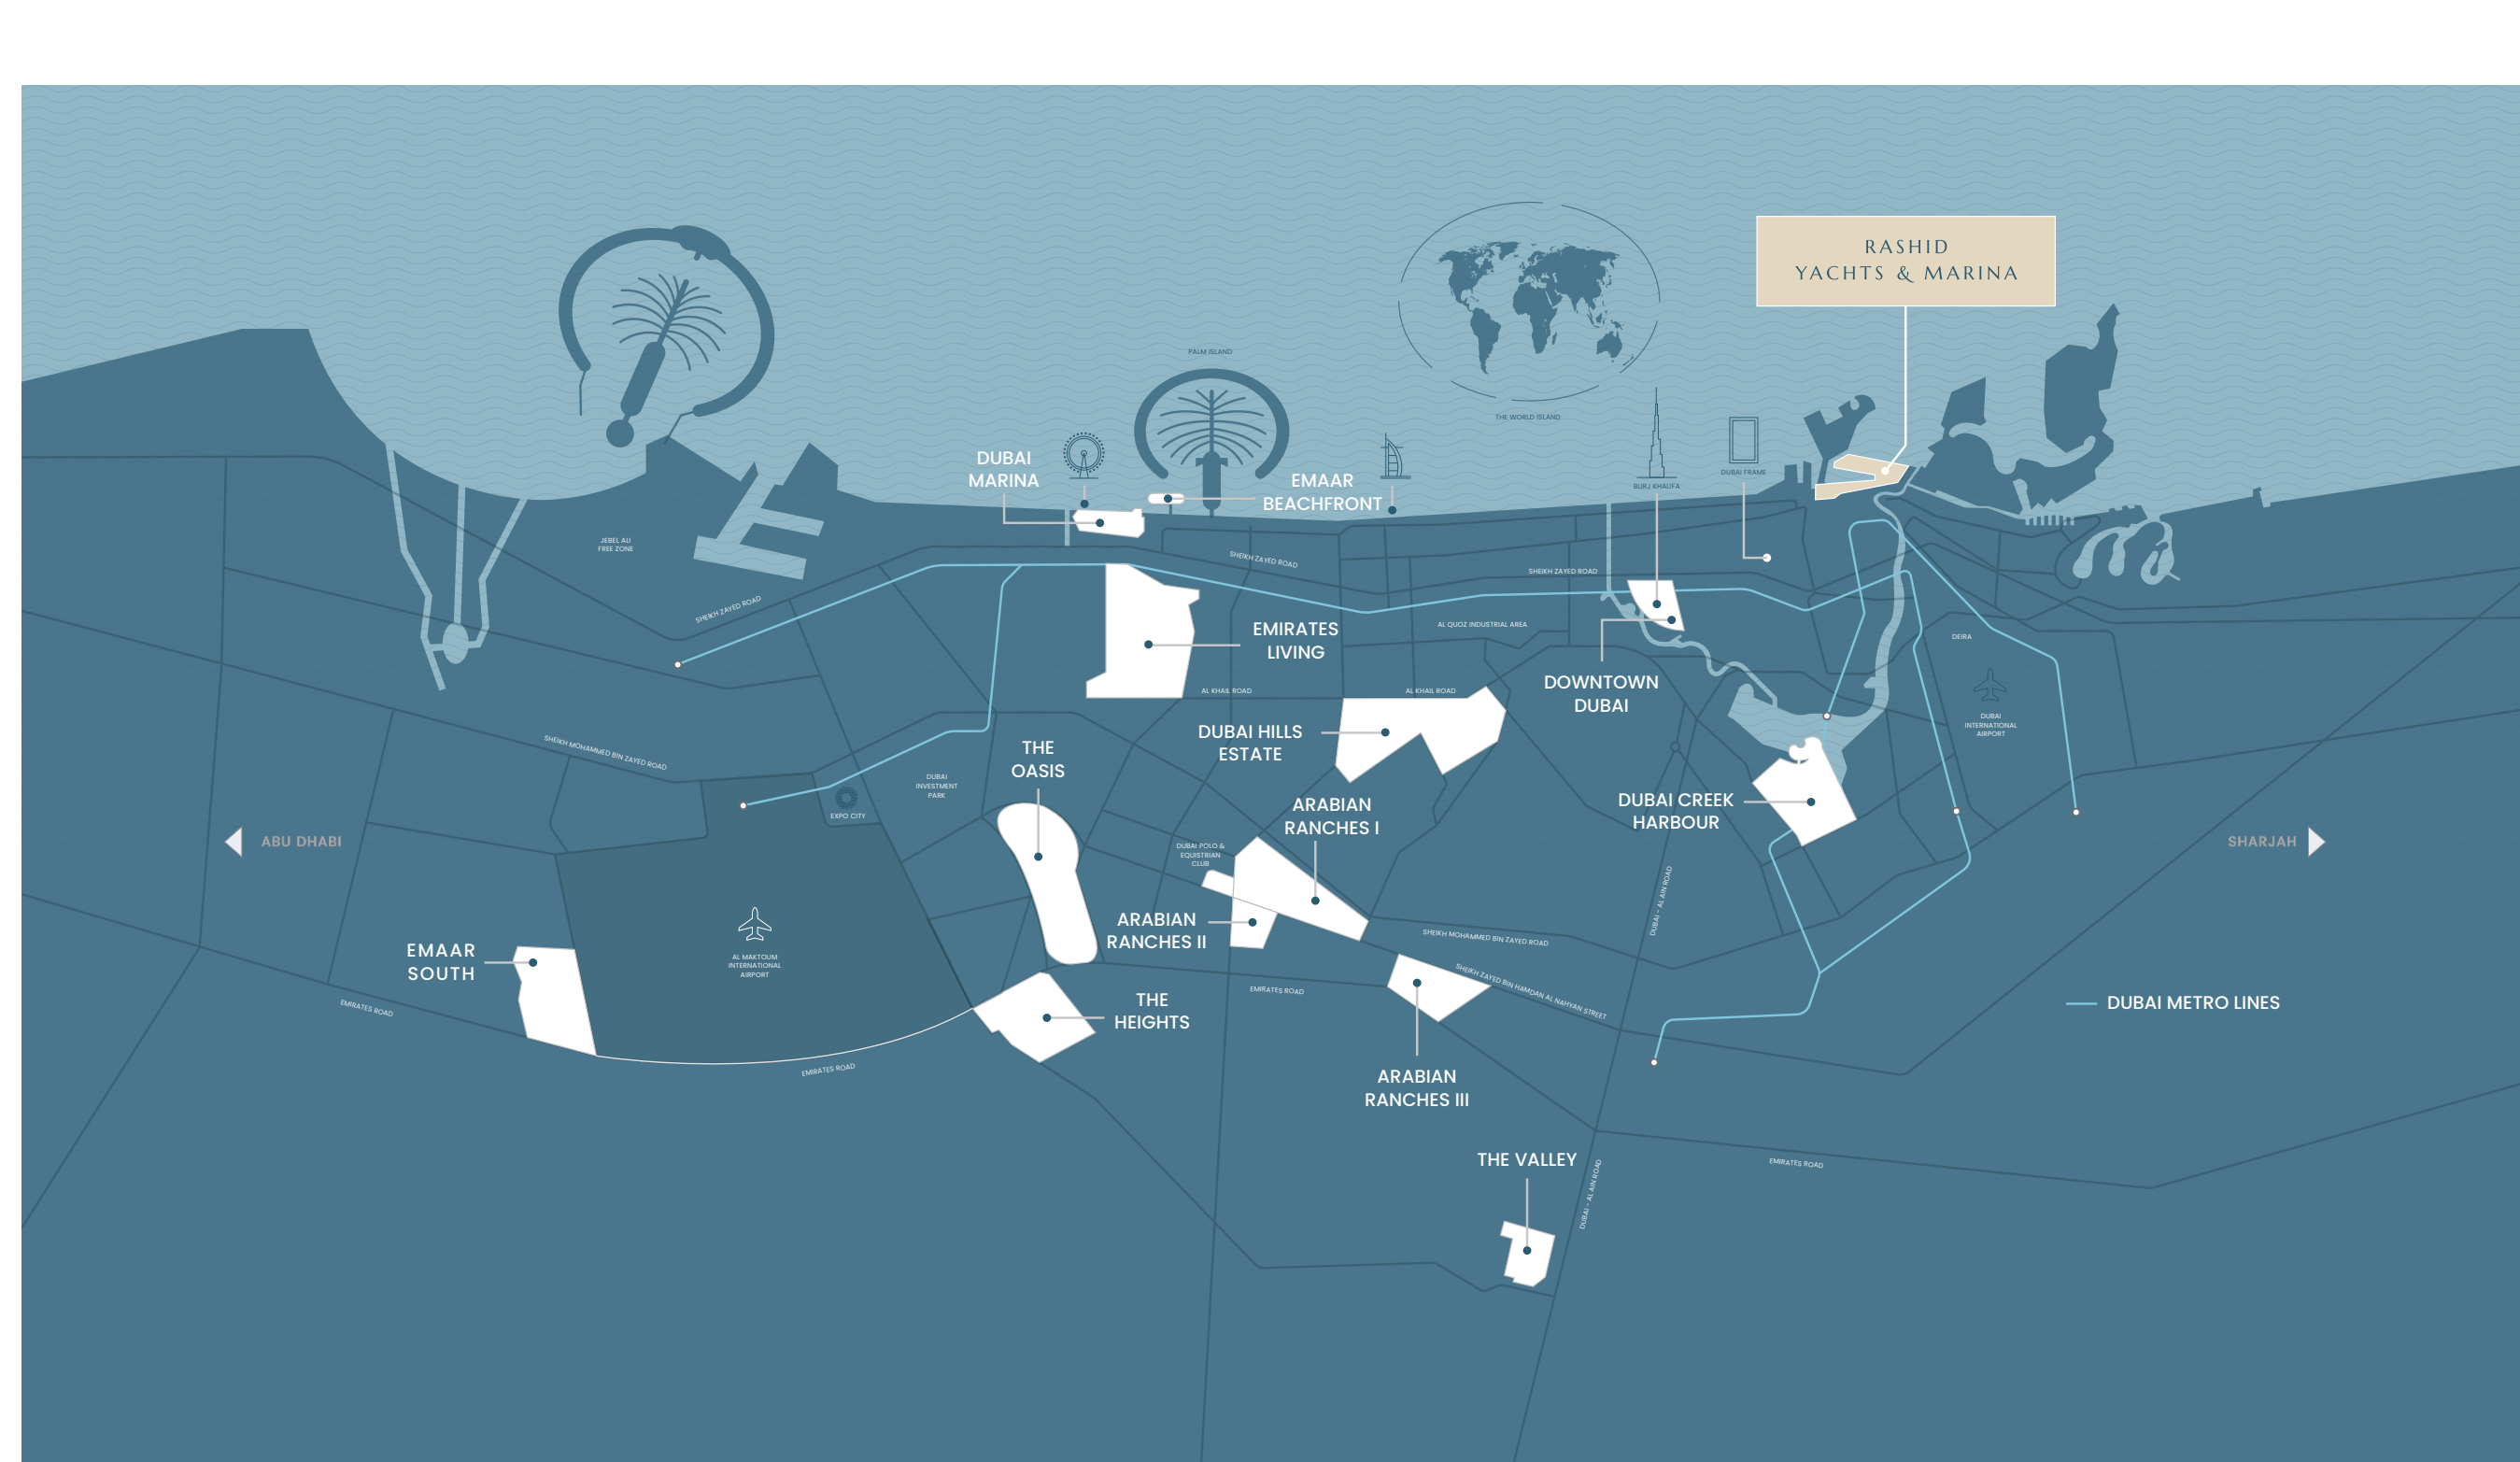 RASHID
YACHTS & MARINA
PALM ISLAND
THE WORLD ISLAND
DUBAI
MARINA
EMAAR
BEACHFRONT
BURJ KHALIFA
DUBAI FRAME
JEBEL ALI
FREE ZONE
SHEIKH ZAYED ROAD
SHEIKH ZAYED ROAD
SHEIKH ZAYED ROAD
EMIRATES
LIVING
AL QUOZ INDUSTRIAL AREA
DEIRA
DOWNTOWN
DUBAI
AL KHAIL ROAD
AL KHAIL ROAD
DUBAI
INTERNATIONAL
AIRPORT
DUBAI HILLS
ESTATE
SHEIKH MOHAMMED BIN ZAYED ROAD
THE
OASIS
DUBAI
INVESTMENT
PARK
EXPO CITY
ARABIAN
RANCHES I
DUBAI CREEK
HARBOUR
ABU DHABI
SHARJAH
DUBAI POLO &
EQUISTRIAN
CLUB
DUBAI - AL AIN ROAD
ARABIAN
RANCHES II
SHEIKH MOHAMMED BIN ZAYED ROAD
EMAAR
SOUTH
AL MAKTOUM
INTERNATIONAL
AIRPORT
SHEIKH ZAYED BIN HAMDAN AL NAHYAN STREET
EMIRATES ROAD
EMIRATES ROAD
THE
HEIGHTS
DUBAI METRO LINES
EMIRATES ROAD
ARABIAN
RANCHES III
THE VALLEY
EMIRATES ROAD
DUBAI - AL AIN ROAD